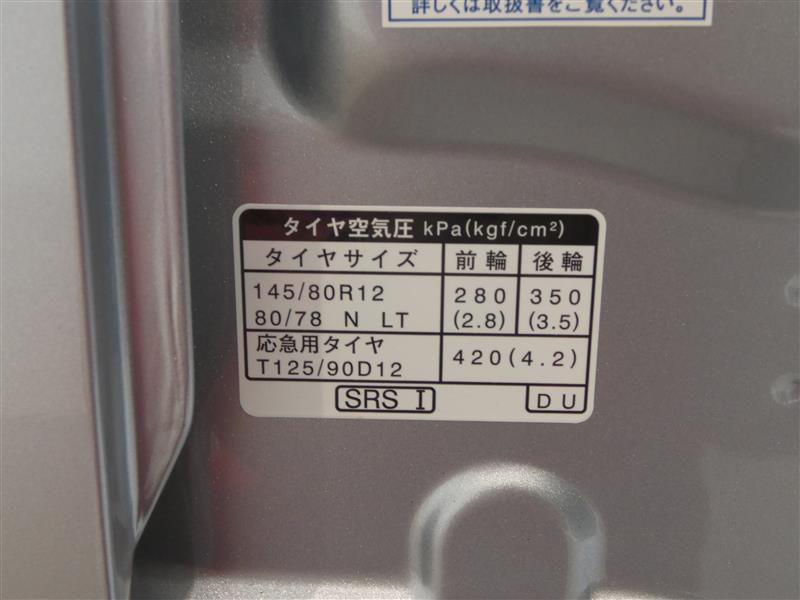 詳しくは取扱書をご覧ください。
タイヤ空気圧 kPa(kgf/cm²)
タイヤサイズ 前輪 後輪
145/80R12 280 350
80/78 N LT (2.8) (3.5)
応急用タイヤ 420(4.2)
T125/90D12
SRS I DU